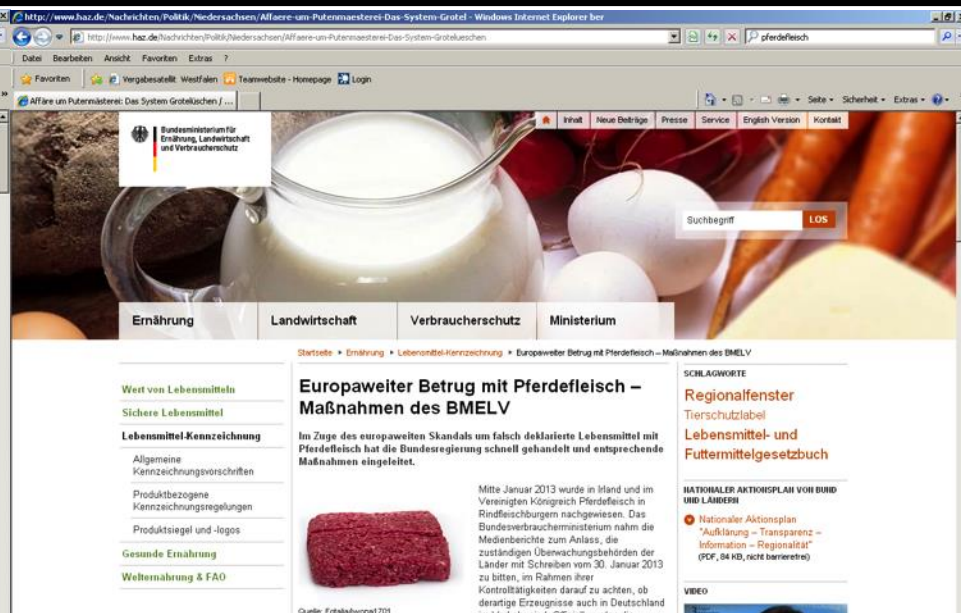 http://www.haz.de/Nachrichten/Politik/Niedersachsen/Affaere-um-Putenmaesterei-Das-System-Grotel - Windows Internet Explorer ber
http://www.haz.de/Nachrichten/Politik/Niedersachsen/Affaere-um-Putenmaesterei-Das-System-Grotelueschen
pferdefleisch
Datei Bearbeiten Ansicht Favoriten Extras ?
Favoriten Vergabesatellit Westfalen Teamwebsite - Homepage Login
Affäre um Putenmästerei: Das System Grotelüschen / ...
Seite Sicherheit Extras
Bundesministerium für
Ernährung, Landwirtschaft
und Verbraucherschutz
Inhalt Neue Beiträge Presse Service English Version Kontakt
Suchbegriff LOS
Ernährung Landwirtschaft Verbraucherschutz Ministerium
Startseite Ernährung Lebensmittel-Kennzeichnung Europaweiter Betrug mit Pferdefleisch – Maßnahmen des BMELV
Wert von Lebensmitteln
Sichere Lebensmittel
Lebensmittel-Kennzeichnung
Allgemeine
Kennzeichnungsvorschriften
Produktbezogene
Kennzeichnungsregelungen
Produktsiegel und -logos
Gesunde Ernährung
Welternährung & FAO
Europaweiter Betrug mit Pferdefleisch –
Maßnahmen des BMELV
Im Zuge des europaweiten Skandals um falsch deklarierte Lebensmittel mit
Pferdefleisch hat die Bundesregierung schnell gehandelt und entsprechende
Maßnahmen eingeleitet.
Mitte Januar 2013 wurde in Irland und im
Vereinigten Königreich Pferdefleisch in
Rindfleischburgern nachgewiesen. Das
Bundesverbraucherministerium nahm die
Medienberichte zum Anlass, die
zuständigen Überwachungsbehörden der
Länder mit Schreiben vom 30. Januar 2013
zu bitten, im Rahmen ihrer
Kontrolltätigkeiten darauf zu achten, ob
derartige Erzeugnisse auch in Deutschland
Quelle:
SCHLAGWORTE
Regionalfenster
Tierschutzlabel
Lebensmittel- und
Futtermittelgesetzbuch
NATIONALER AKTIONSPLAN VON BUND
UND LÄNDERN
Nationaler Aktionsplan
"Aufklärung – Transparenz –
Information – Regionalität"
(PDF, 84 KB, nicht barrierefrei)
VIDEO